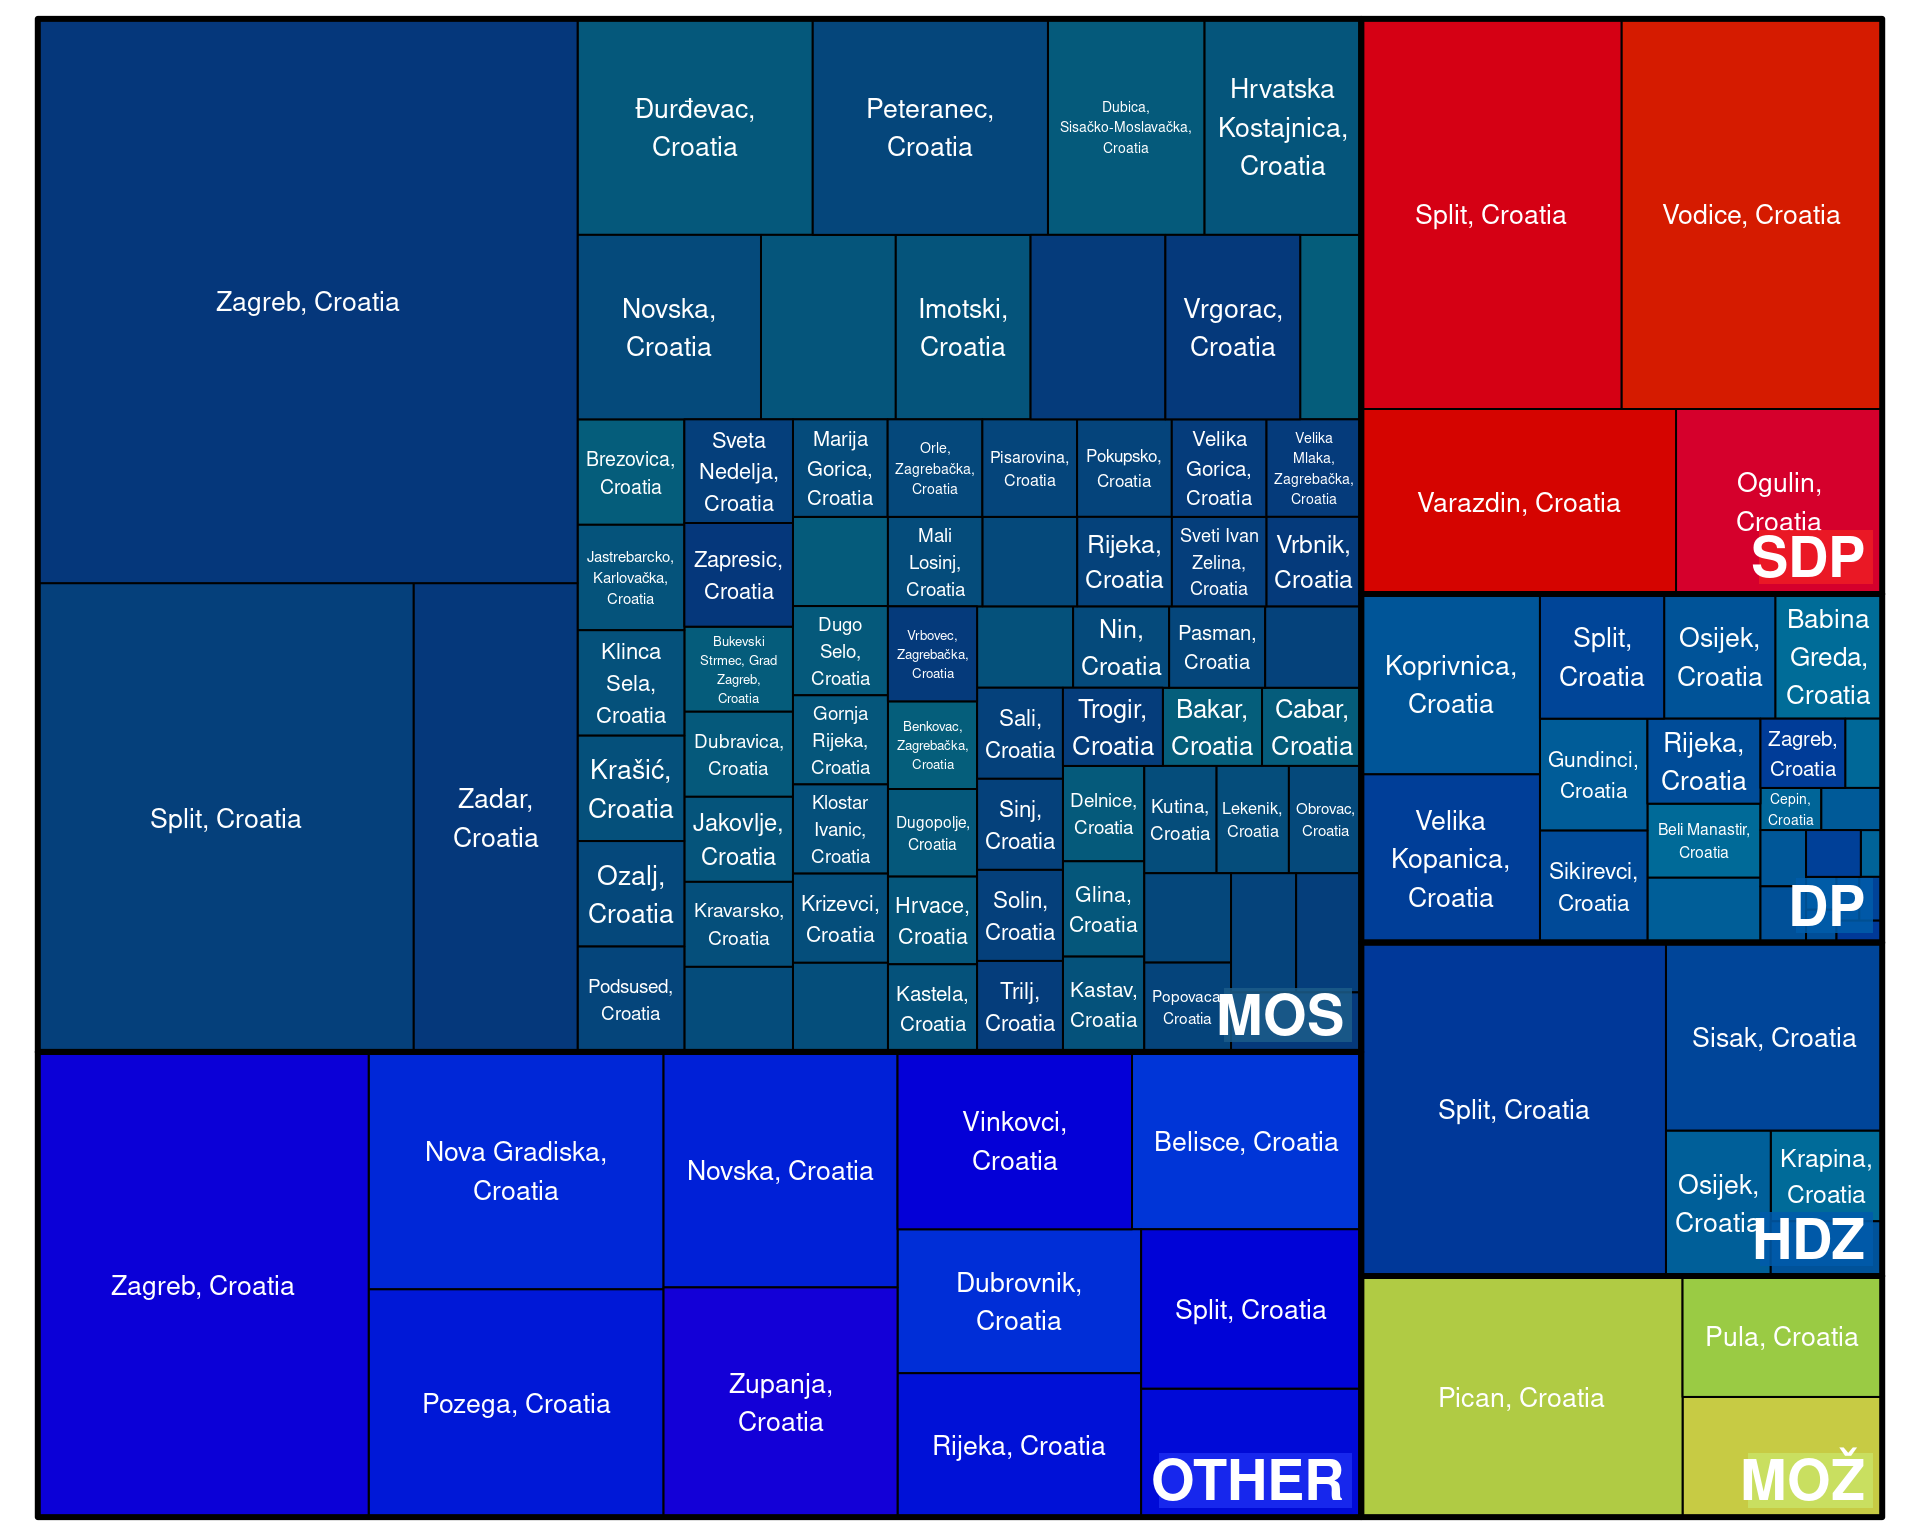 Zagreb, Croatia
Split, Croatia
Zadar,
Croatia
Đurđevac,
Croatia
Peteranec,
Croatia
Dubica,
Sisačko-Moslavačka,
Croatia
Hrvatska
Kostajnica,
Croatia
Novska,
Croatia
Imotski,
Croatia
Vrgorac,
Croatia
Brezovica,
Croatia
Jastrebarcko,
Karlovačka,
Croatia
Klinca
Sela,
Croatia
Krašić,
Croatia
Ozalj,
Croatia
Podsused,
Croatia
Sveta
Nedelja,
Croatia
Zapresic,
Croatia
Bukevski
Strmec, Grad
Zagreb,
Croatia
Dubravica,
Croatia
Jakovlje,
Croatia
Kravarsko,
Croatia
Marija
Gorica,
Croatia
Dugo
Selo,
Croatia
Gornja
Rijeka,
Croatia
Klostar
Ivanic,
Croatia
Krizevci,
Croatia
Orle,
Zagrebačka,
Croatia
Pisarovina,
Croatia
Pokupsko,
Croatia
Velika
Gorica,
Croatia
Velika
Mlaka,
Zagrebačka,
Croatia
Mali
Losinj,
Croatia
Rijeka,
Croatia
Sveti Ivan
Zelina,
Croatia
Vrbnik,
Croatia
Vrbovec,
Zagrebačka,
Croatia
Benkovac,
Zagrebačka,
Croatia
Dugopolje,
Croatia
Hrvace,
Croatia
Kastela,
Croatia
Nin,
Croatia
Pasman,
Croatia
Sali,
Croatia
Sinj,
Croatia
Solin,
Croatia
Trilj,
Croatia
Trogir,
Croatia
Bakar,
Croatia
Cabar,
Croatia
Delnice,
Croatia
Glina,
Croatia
Kastav,
Croatia
Kutina,
Croatia
Lekenik,
Croatia
Obrovac,
Croatia
Popovaca,
Croatia
MOS
Zagreb, Croatia
Nova Gradiska,
Croatia
Pozega, Croatia
Novska, Croatia
Zupanja,
Croatia
Vinkovci,
Croatia
Belisce, Croatia
Dubrovnik,
Croatia
Rijeka, Croatia
Split, Croatia
OTHER
Split, Croatia
Vodice, Croatia
Varazdin, Croatia
Ogulin,
Croatia
SDP
Koprivnica,
Croatia
Velika
Kopanica,
Croatia
Split,
Croatia
Osijek,
Croatia
Babina
Greda,
Croatia
Gundinci,
Croatia
Sikirevci,
Croatia
Rijeka,
Croatia
Beli Manastir,
Croatia
Zagreb,
Croatia
Cepin,
Croatia
DP
Split, Croatia
Sisak, Croatia
Osijek,
Croatia
Krapina,
Croatia
HDZ
Pican, Croatia
Pula, Croatia
MOŽ